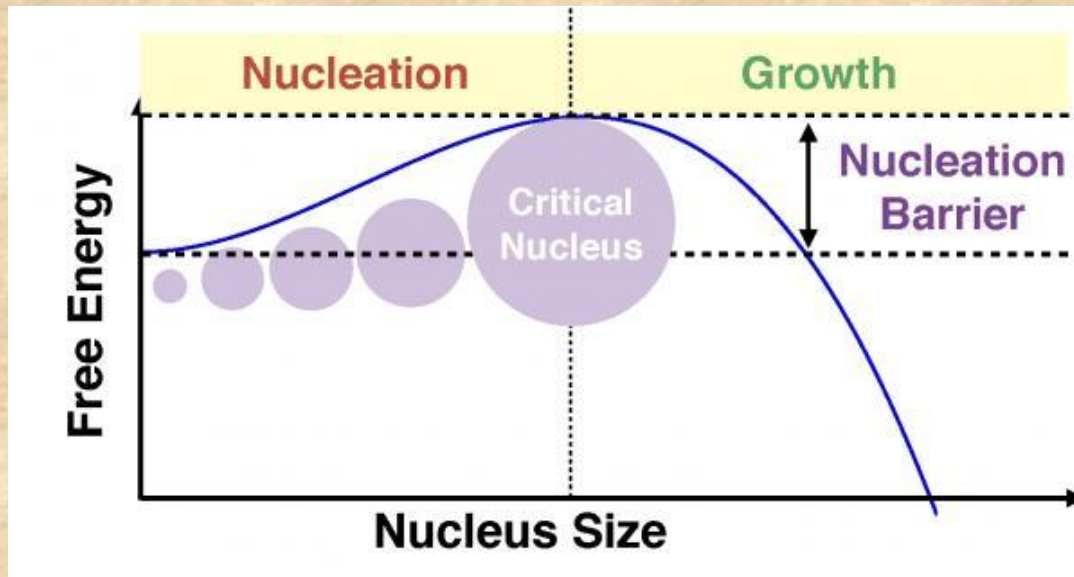 Nucleation
Growth
Free Energy
Critical
Nucleus
Nucleation
Barrier
Nucleus Size